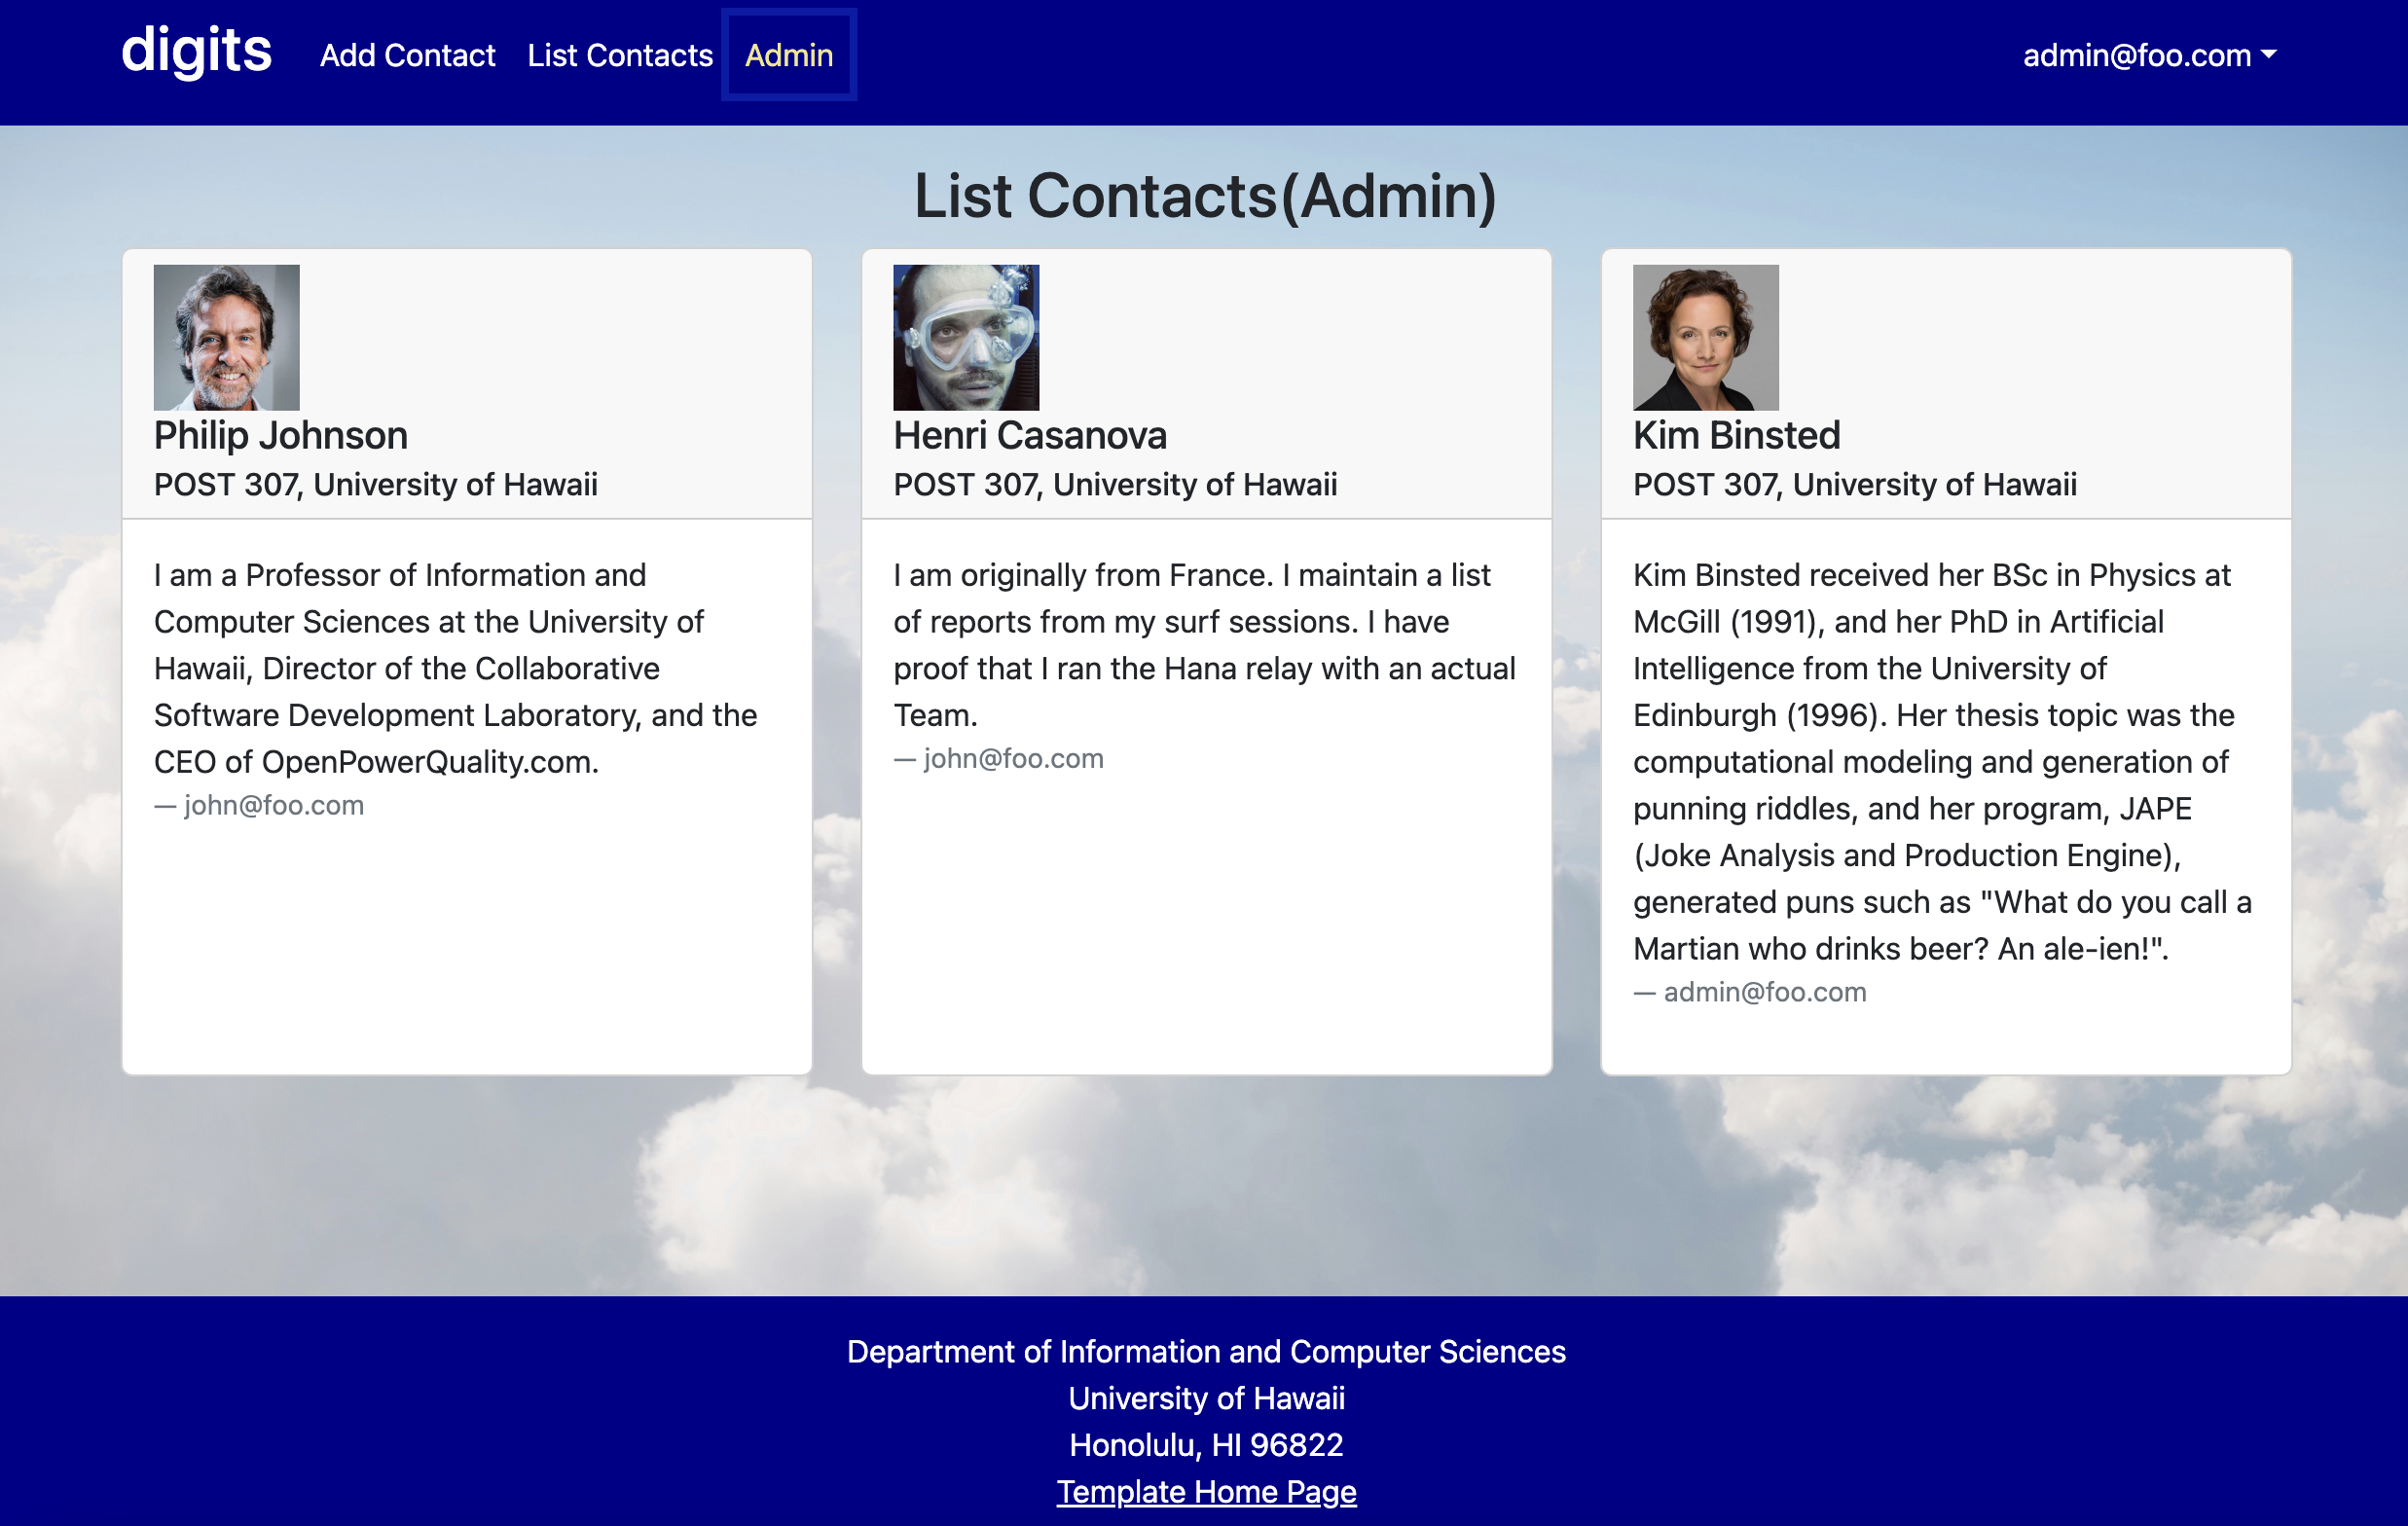 digits Add Contact List Contacts Admin admin@foo.com
List Contacts(Admin)
Philip Johnson
POST 307, University of Hawaii
I am a Professor of Information and
Computer Sciences at the University of
Hawaii, Director of the Collaborative
Software Development Laboratory, and the
CEO of OpenPowerQuality.com.
— john@foo.com
Henri Casanova
POST 307, University of Hawaii
I am originally from France. I maintain a list
of reports from my surf sessions. I have
proof that I ran the Hana relay with an actual
Team.
— john@foo.com
Kim Binsted
POST 307, University of Hawaii
Kim Binsted received her BSc in Physics at
McGill (1991), and her PhD in Artificial
Intelligence from the University of
Edinburgh (1996). Her thesis topic was the
computational modeling and generation of
punning riddles, and her program, JAPE
(Joke Analysis and Production Engine),
generated puns such as "What do you call a
Martian who drinks beer? An ale-ien!".
— admin@foo.com
Department of Information and Computer Sciences
University of Hawaii
Honolulu, HI 96822
Template Home Page